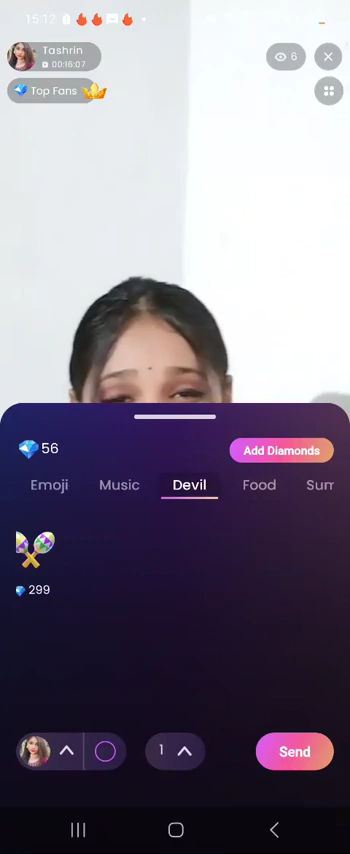 15:12
Tashrin
00:16:07
6
Top Fans
56
Add Diamonds
Emoji Music Devil Food Sum
299
1
Send